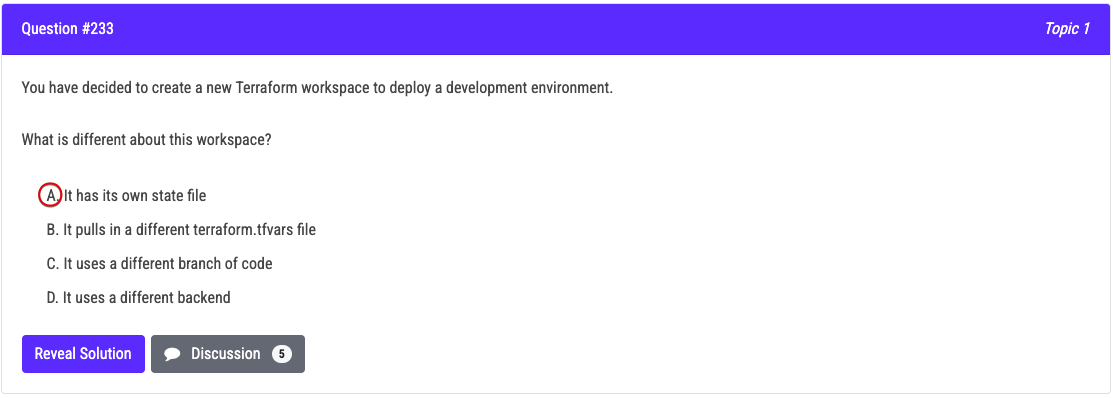 Question #233
Topic 1
You have decided to create a new Terraform workspace to deploy a development environment.
What is different about this workspace?
A. It has its own state file
B. It pulls in a different terraform.tfvars file
C. It uses a different branch of code
D. It uses a different backend
Reveal Solution
Discussion 5